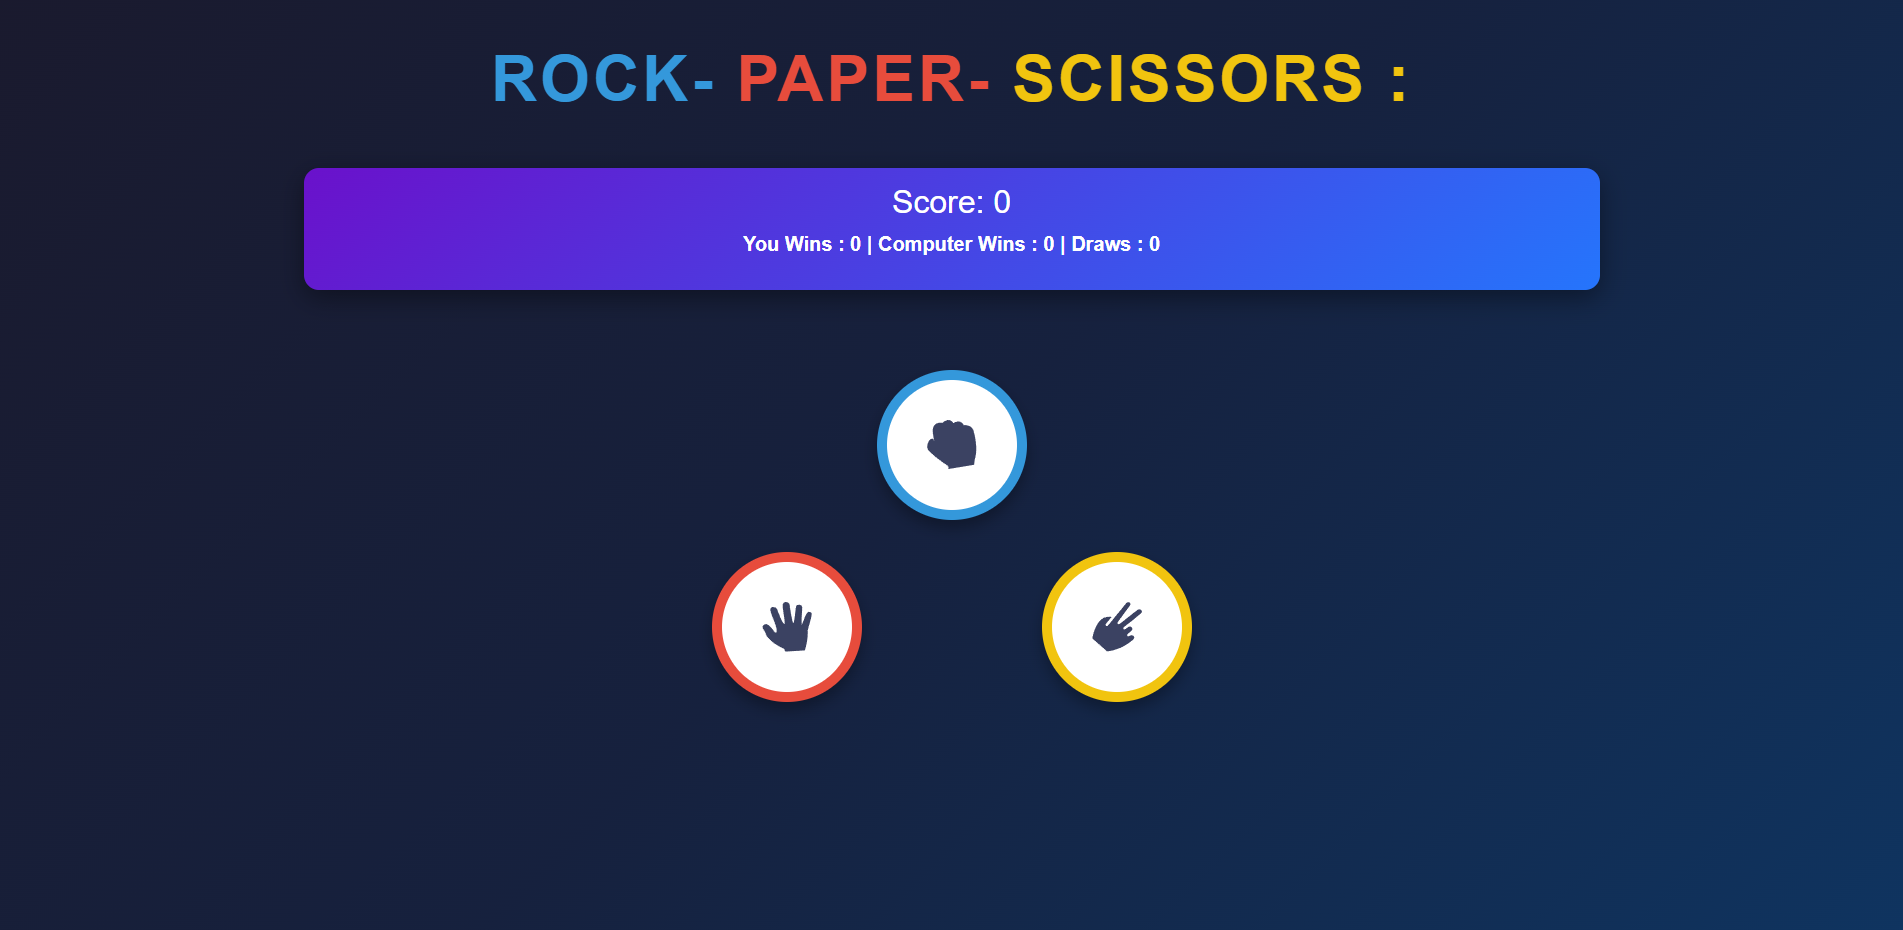 ROCK- PAPER- SCISSORS :
Score: 0
You Wins : 0 | Computer Wins : 0 | Draws : 0